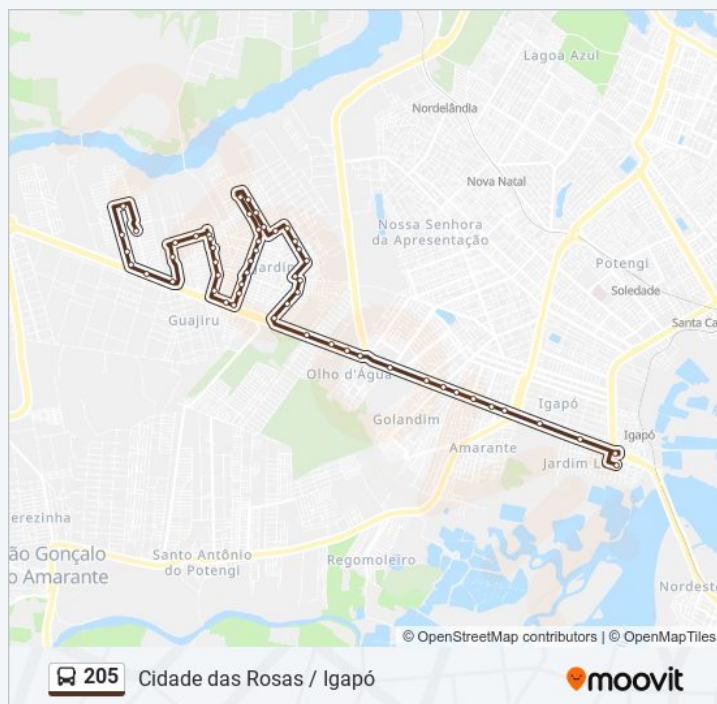 Lagoa Azul
Nordelândia
Nova Natal
Nossa Senhora
da Apresentação
Potengi
Soledade
Jardin
Santa Ca
Guajiru
Olho d'Água
Igapó
Golandim
Igapó
Amarante
Jardim L
erezinha
ão Gonçalo
o Amarante
Santo Antônio
do Potengi
Regomoleiro
Nordeste
© OpenStreetMap contributors | © OpenMapTiles
205 Cidade das Rosas / Igapó
moovit